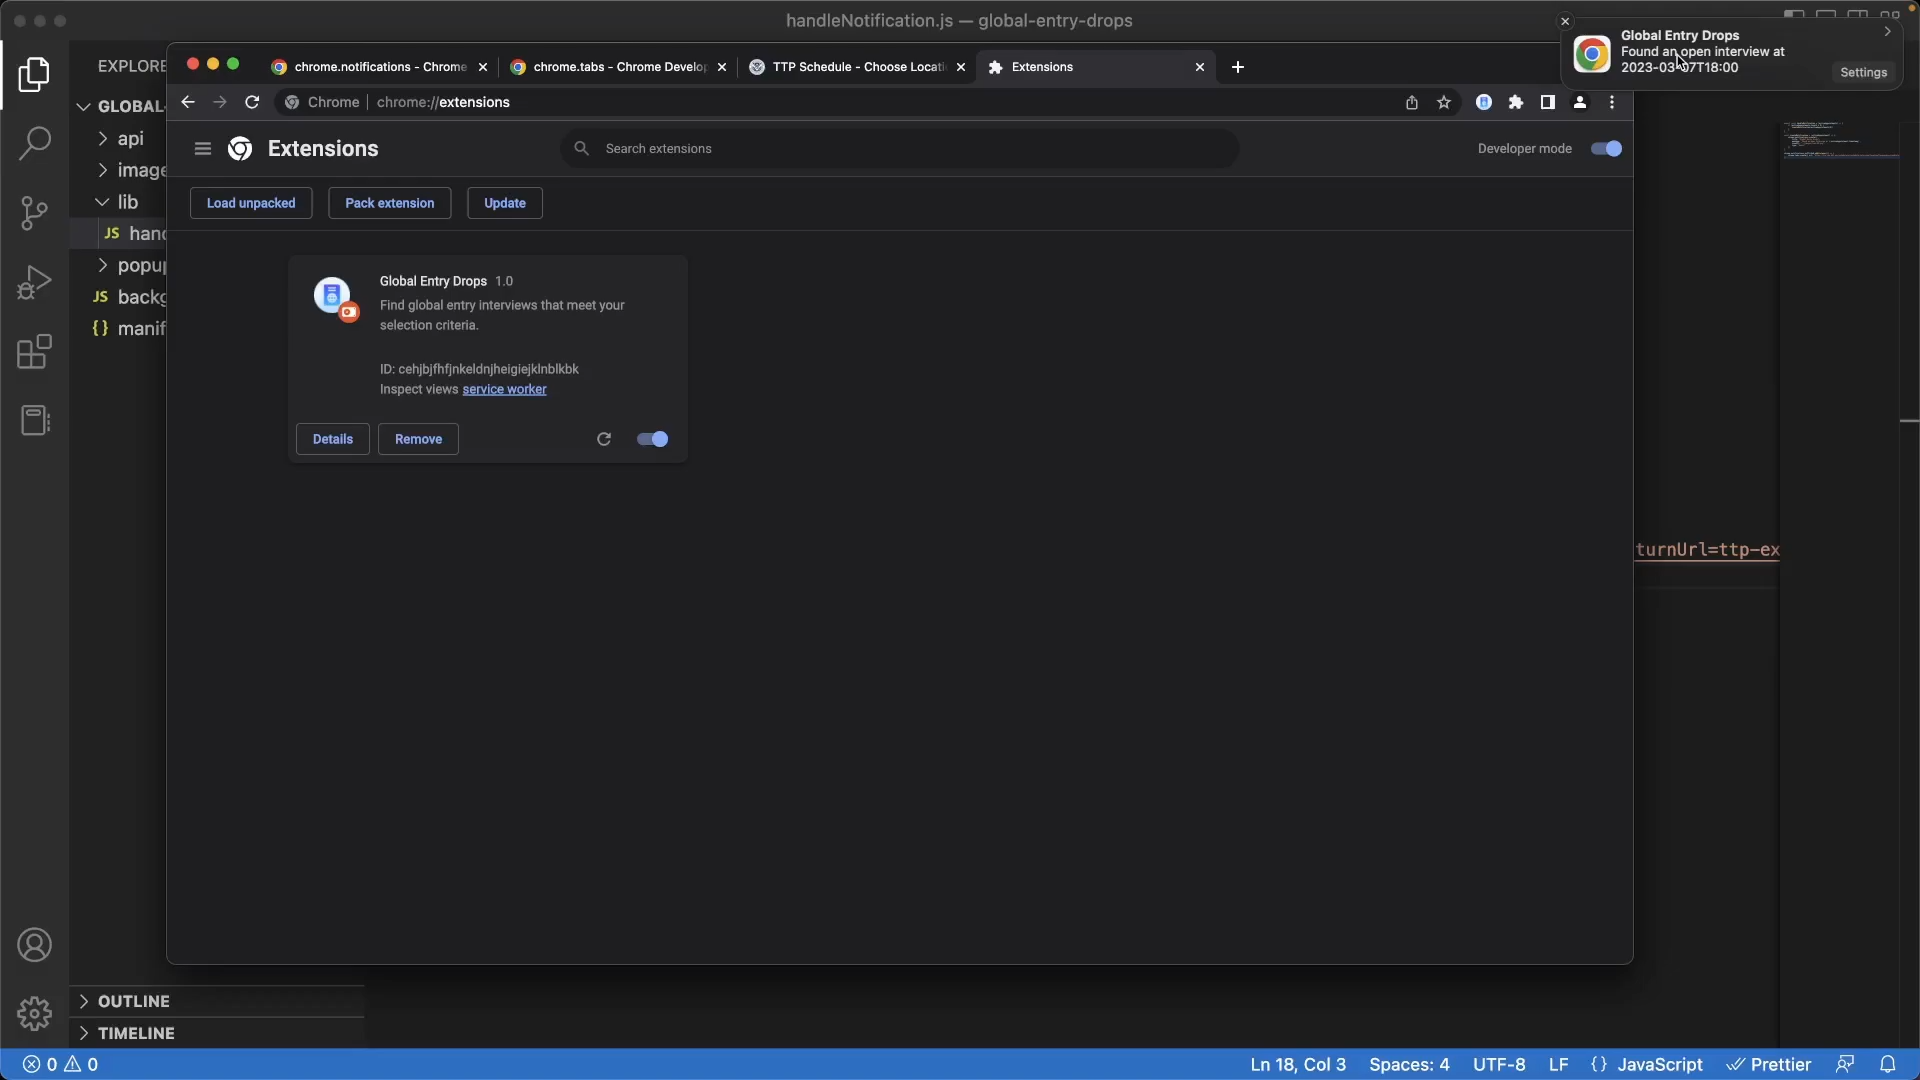 handleNotification.js — global-entry-drops
Global Entry Drops
Found an open interview at
2023-03-07T18:00
Settings
chrome.notifications - Chrome
chrome.tabs - Chrome Develop
TTP Schedule - Choose Locati
Extensions
Chrome
chrome://extensions
Extensions
Search extensions
Developer mode
Load unpacked
Pack extension
Update
Global Entry Drops 1.0
Find global entry interviews that meet your
selection criteria.
ID: cehjbjfhfjnkeldnjheigiejklnblkbk
Inspect views service worker
Details
Remove
EXPLORE
GLOBAL-
api
image
lib
JS hand
popup
JS backg
{} manif
turnUrl=ttp-ex
OUTLINE
TIMELINE
0 0
Ln 18, Col 3
Spaces: 4
UTF-8
LF
{} JavaScript
Prettier